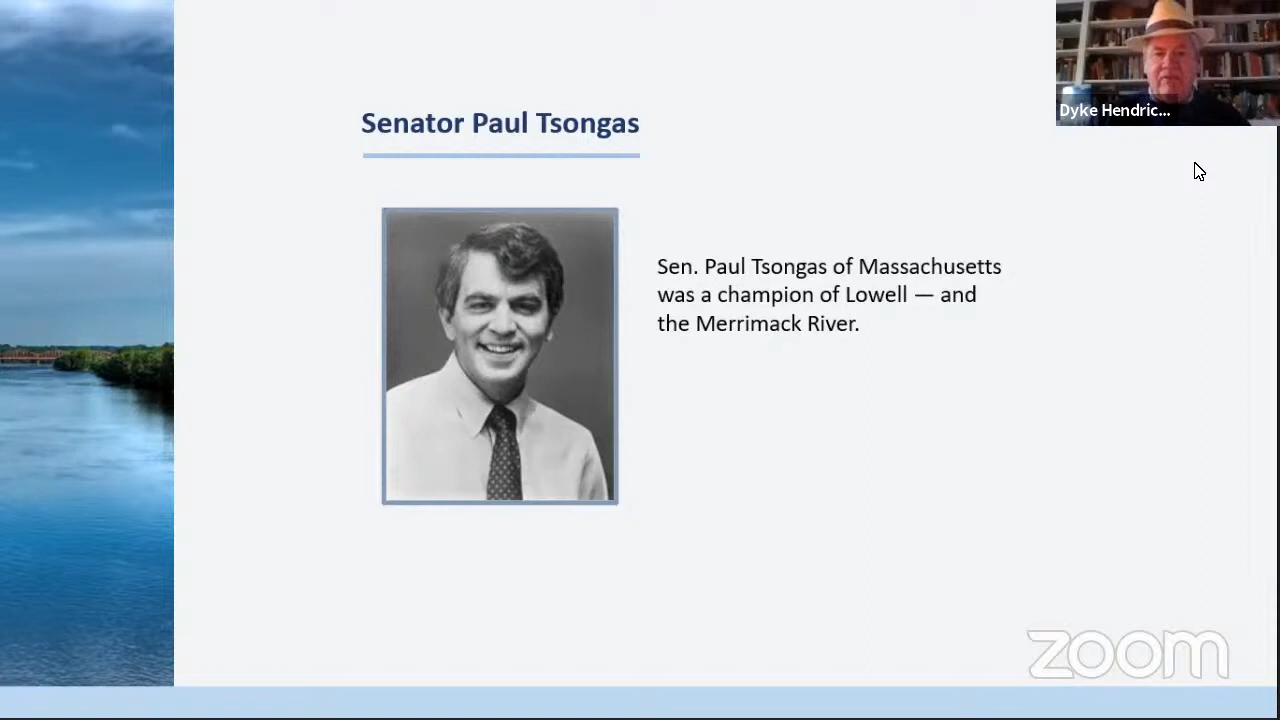 Senator Paul Tsongas
Dyke Hendric...
Sen. Paul Tsongas of Massachusetts
was a champion of Lowell — and
the Merrimack River.
zoom